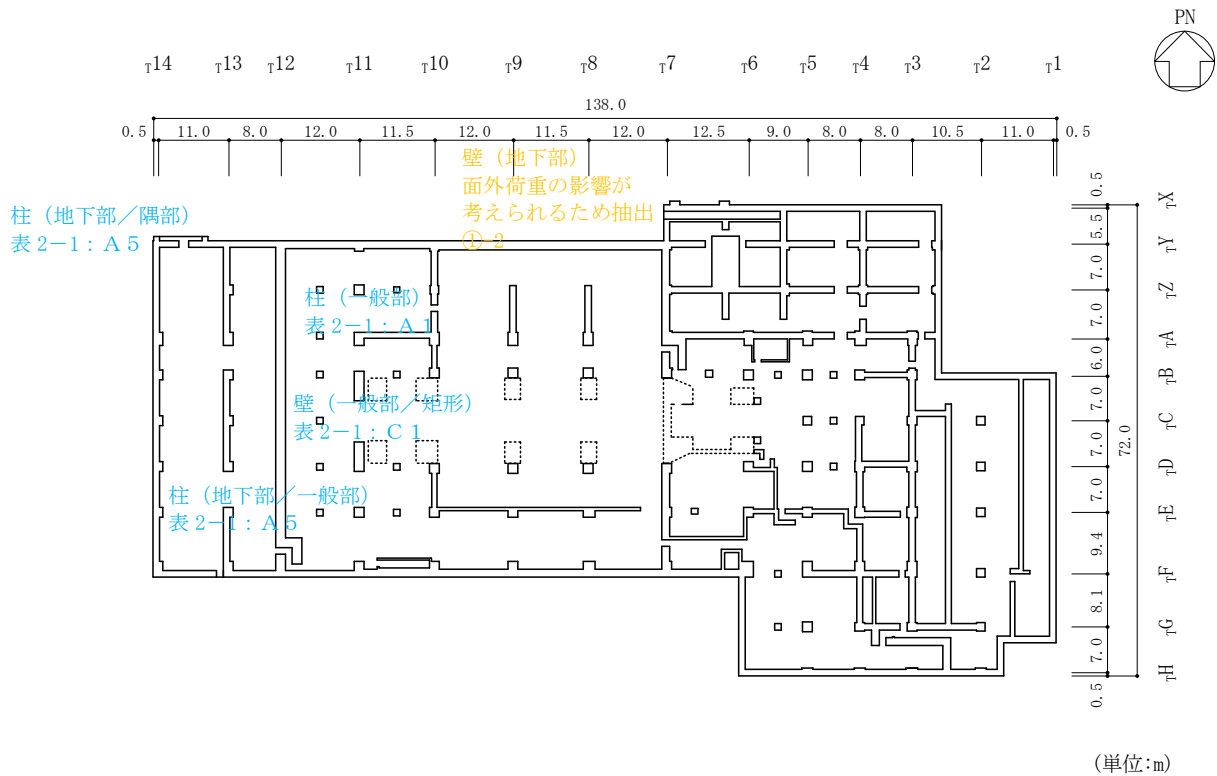 PN
T14 T13 T12 T11 T10 T9 T8 T7 T6 T5 T4 T3 T2 T1
138.0
0.5 11.0 8.0 12.0 11.5 12.0 11.5 12.0 12.5 9.0 8.0 8.0 10.5 11.0 0.5
壁（地下部）
面外荷重の影響が
考えられるため抽出
①-2
柱（地下部／隅部）
表 2－1：A 5
柱（一般部）
表 2－1：A 1
壁（一般部／矩形）
表 2－1：C 1
柱（地下部／一般部）
表 2－1：A 5
0.5 5.5 7.0 7.0 6.0 7.0 7.0 7.0 9.4 8.1 7.0 0.5
72.0
TX TY TZ TA TB TC TD TE TF TG TH
(単位:m)